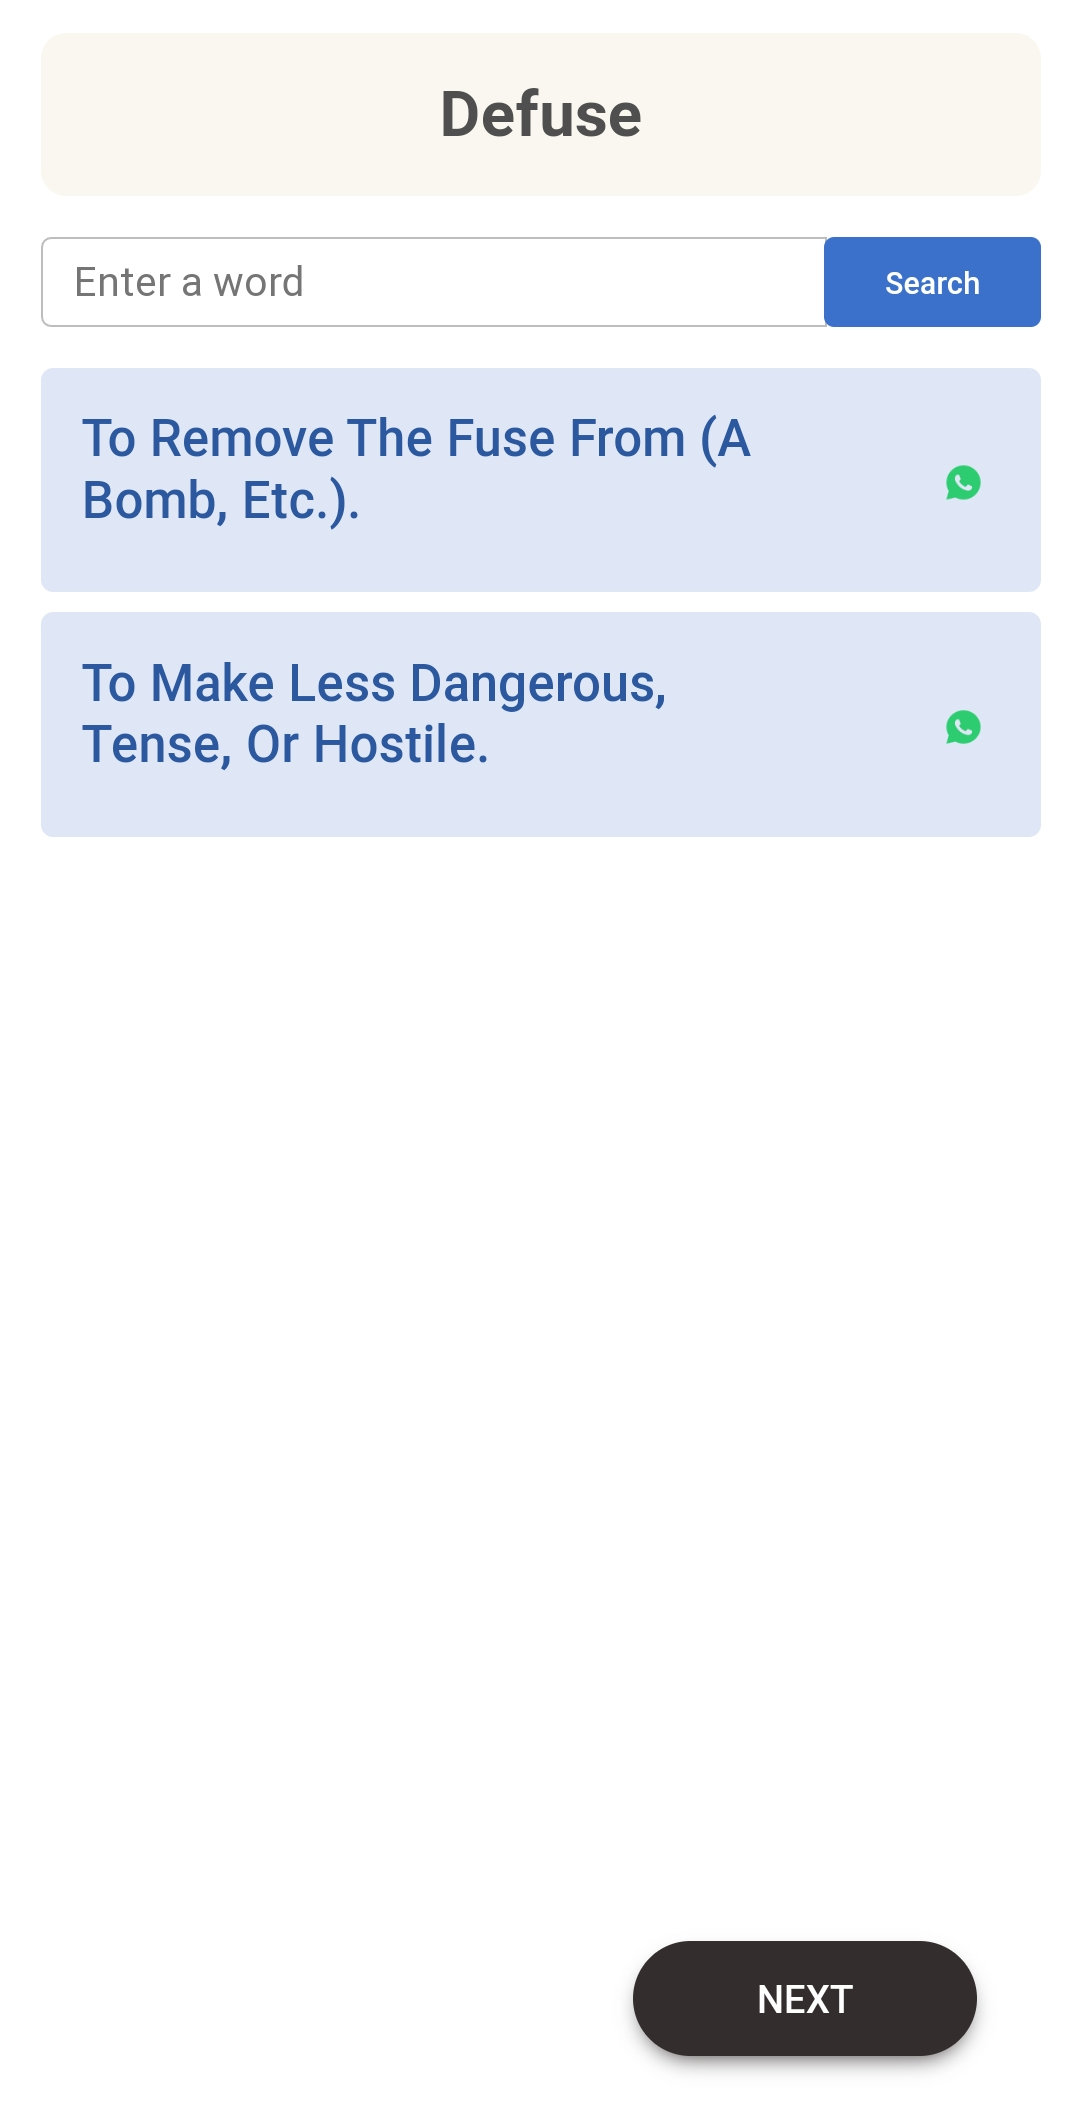 Defuse
Enter a word
Search
To Remove The Fuse From (A
Bomb, Etc.).
To Make Less Dangerous,
Tense, Or Hostile.
NEXT